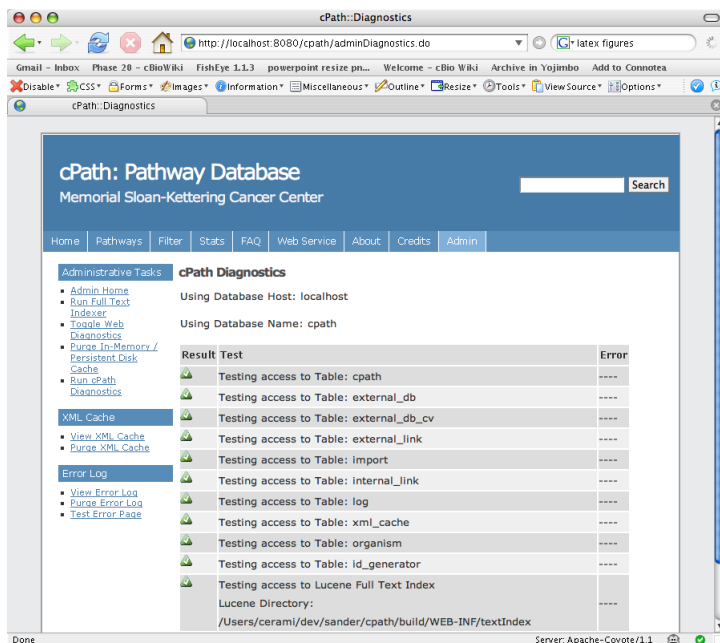 cPath::Diagnostics
http://localhost:8080/cpath/adminDiagnostics.do
latex figures
Gmail - Inbox Phase 20 - cBioWiki FishEye 1.1.3 powerpoint resize pn... Welcome - cBio Wiki Archive in Yojimbo Add to Connotea
Disable CSS Forms Images Information Miscellaneous Outline Resize Tools View Source Options
cPath::Diagnostics
cPath: Pathway Database
Memorial Sloan-Kettering Cancer Center
Search
Home Pathways Filter Stats FAQ Web Service About Credits Admin
Administrative Tasks
Admin Home
Run Full Text
Indexer
Toggle Web
Diagnostics
Purge In-Memory /
Persistent Disk
Cache
Run cPath
Diagnostics
XML Cache
View XML Cache
Purge XML Cache
Error Log
View Error Log
Purge Error Log
Test Error Page
cPath Diagnostics
Using Database Host: localhost
Using Database Name: cpath
Result Test Error
Testing access to Table: cpath ----
Testing access to Table: external_db ----
Testing access to Table: external_db_cv ----
Testing access to Table: external_link ----
Testing access to Table: import ----
Testing access to Table: internal_link ----
Testing access to Table: log ----
Testing access to Table: xml_cache ----
Testing access to Table: organism ----
Testing access to Table: id_generator ----
Testing access to Lucene Full Text Index
Lucene Directory: ----
/Users/cerami/dev/sander/cpath/build/WEB-INF/textIndex
Done Server: Apache-Coyote/1.1